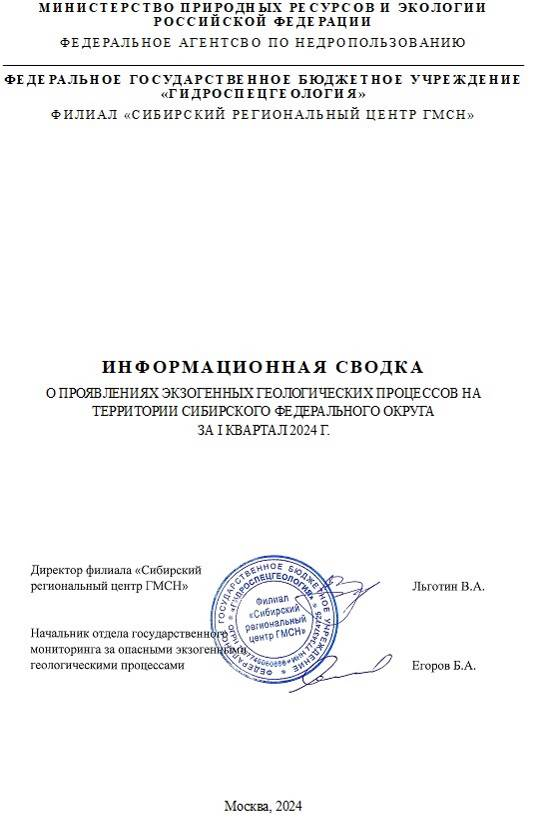 МИНИСТЕРСТВО ПРИРОДНЫХ РЕСУРСОВ И ЭКОЛОГИИ
РОССИЙСКОЙ ФЕДЕРАЦИИ
ФЕДЕРАЛЬНОЕ АГЕНТСВО ПО НЕДРОПОЛЬЗОВАНИЮ
ФЕДЕРАЛЬНОЕ ГОСУДАРСТВЕННОЕ БЮДЖЕТНОЕ УЧРЕЖДЕНИЕ
«ГИДРОСПЕЦГЕОЛОГИЯ»
ФИЛИАЛ «СИБИРСКИЙ РЕГИОНАЛЬНЫЙ ЦЕНТР ГМСН»
ИНФОРМАЦИОННАЯ СВОДКА
О ПРОЯВЛЕНИЯХ ЭКЗОГЕННЫХ ГЕОЛОГИЧЕСКИХ ПРОЦЕССОВ НА
ТЕРРИТОРИИ СИБИРСКОГО ФЕДЕРАЛЬНОГО ОКРУГА
ЗА I КВАРТАЛ 2024 Г.
Директор филиала «Сибирский
региональный центр ГМСН»
Льготин В.А.
ФЕДЕРАЛЬНОЕ ГОСУДАРСТВЕННОЕ БЮДЖЕТНОЕ УЧРЕЖДЕНИЕ
«ГИДРОСПЕЦГЕОЛОГИЯ»
Филиал
«Сибирский
региональный
центр ГМСН»
Начальник отдела государственного
мониторинга за опасными экзогенными
геологическими процессами
Егоров Б.А.
Москва, 2024